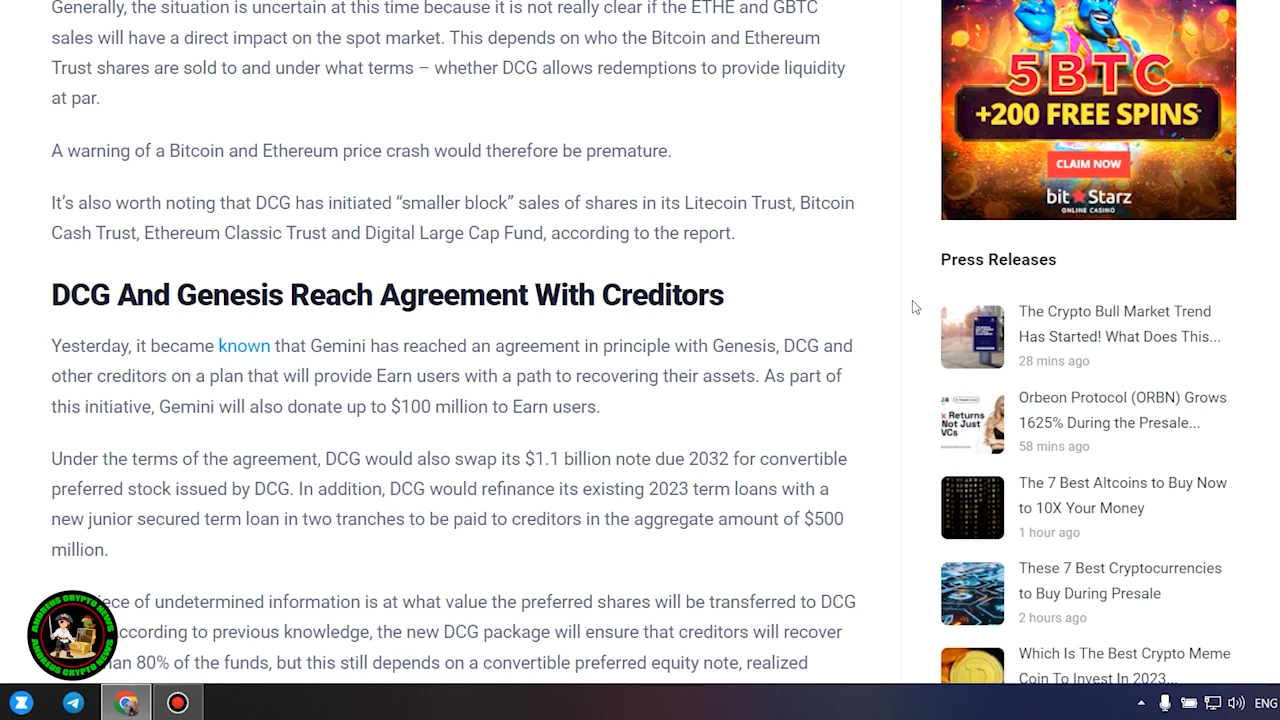 Generally, the situation is uncertain at this time because it is not really clear if the ETHE and GBTC
sales will have a direct impact on the spot market. This depends on who the Bitcoin and Ethereum
Trust shares are sold to and under what terms – whether DCG allows redemptions to provide liquidity
at par.
A warning of a Bitcoin and Ethereum price crash would therefore be premature.
It’s also worth noting that DCG has initiated “smaller block” sales of shares in its Litecoin Trust, Bitcoin
Cash Trust, Ethereum Classic Trust and Digital Large Cap Fund, according to the report.
DCG And Genesis Reach Agreement With Creditors
Yesterday, it became known that Gemini has reached an agreement in principle with Genesis, DCG and
other creditors on a plan that will provide Earn users with a path to recovering their assets. As part of
this initiative, Gemini will also donate up to $100 million to Earn users.
Under the terms of the agreement, DCG would also swap its $1.1 billion note due 2032 for convertible
preferred stock issued by DCG. In addition, DCG would refinance its existing 2023 term loans with a
new junior secured term loan in two tranches to be paid to creditors in the aggregate amount of $500
million.
iece of undetermined information is at what value the preferred shares will be transferred to DCG
ccording to previous knowledge, the new DCG package will ensure that creditors will recover
an 80% of the funds, but this still depends on a convertible preferred equity note, realized
ANDREUS CRYPTO NEWS
ANDREUS CRYPTO NEWS
5BTC
+200 FREE SPINS
CLAIM NOW
bit Starz
ONLINE CASINO
Press Releases
The Crypto Bull Market Trend
Has Started! What Does This...
28 mins ago
Returns
Not Just
VCs
Orbeon Protocol (ORBN) Grows
1625% During the Presale...
58 mins ago
The 7 Best Altcoins to Buy Now
to 10X Your Money
1 hour ago
These 7 Best Cryptocurrencies
to Buy During Presale
2 hours ago
Which Is The Best Crypto Meme
Coin To Invest In 2023...
ENG